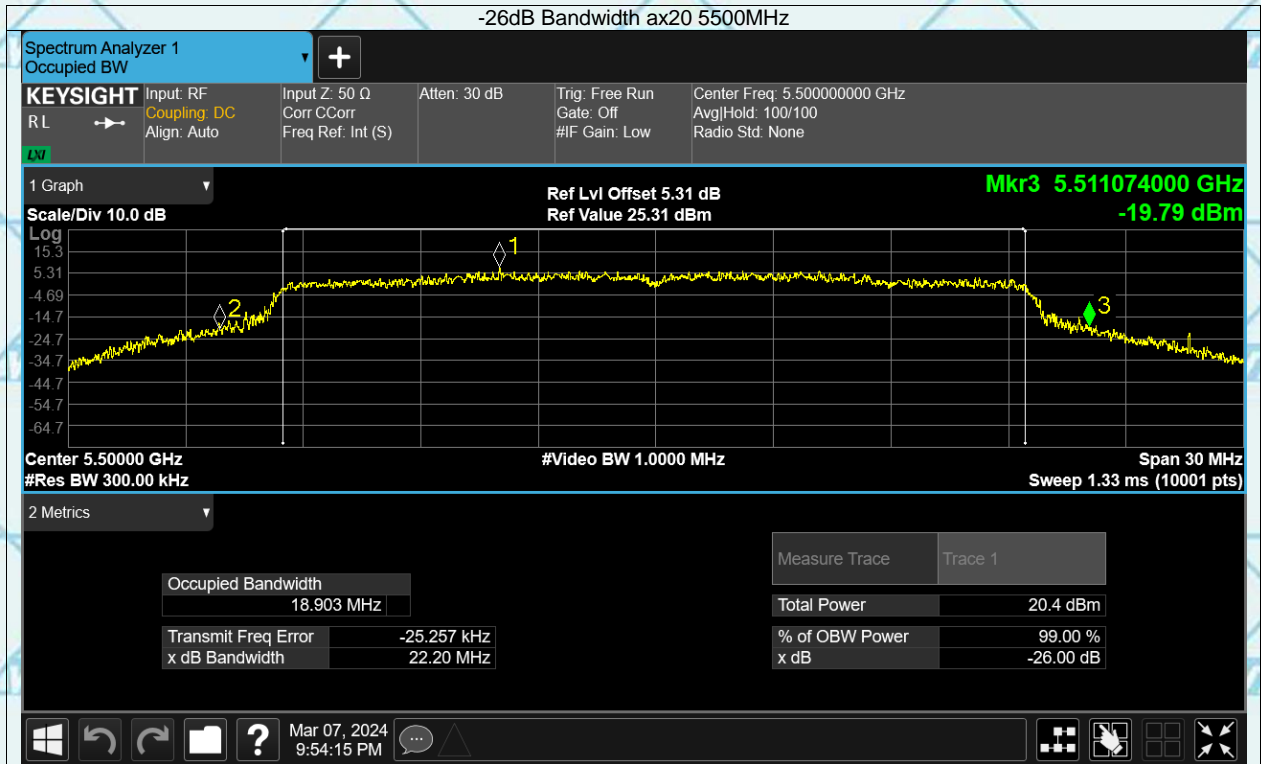 -26dB Bandwidth ax20 5500MHz
Spectrum Analyzer 1
Occupied BW
+
KEYSIGHT
RL
LXI
Input: RF
Coupling: DC
Align: Auto
Input Z: 50 Ω
Corr CCorr
Freq Ref: Int (S)
Atten: 30 dB
Trig: Free Run
Gate: Off
#IF Gain: Low
Center Freq: 5.500000000 GHz
Avg|Hold: 100/100
Radio Std: None
1 Graph
Scale/Div 10.0 dB
Ref Lvl Offset 5.31 dB
Ref Value 25.31 dBm
Mkr3 5.511074000 GHz
-19.79 dBm
Log
15.3
5.31
-4.69
-14.7
-24.7
-34.7
-44.7
-54.7
-64.7
1
2
3
Center 5.50000 GHz
#Video BW 1.0000 MHz
Span 30 MHz
#Res BW 300.00 kHz
Sweep 1.33 ms (10001 pts)
2 Metrics
Measure Trace Trace 1
Occupied Bandwidth
18.903 MHz
Total Power 20.4 dBm
Transmit Freq Error -25.257 kHz
% of OBW Power 99.00 %
x dB Bandwidth 22.20 MHz
x dB -26.00 dB
?
Mar 07, 2024
9:54:15 PM